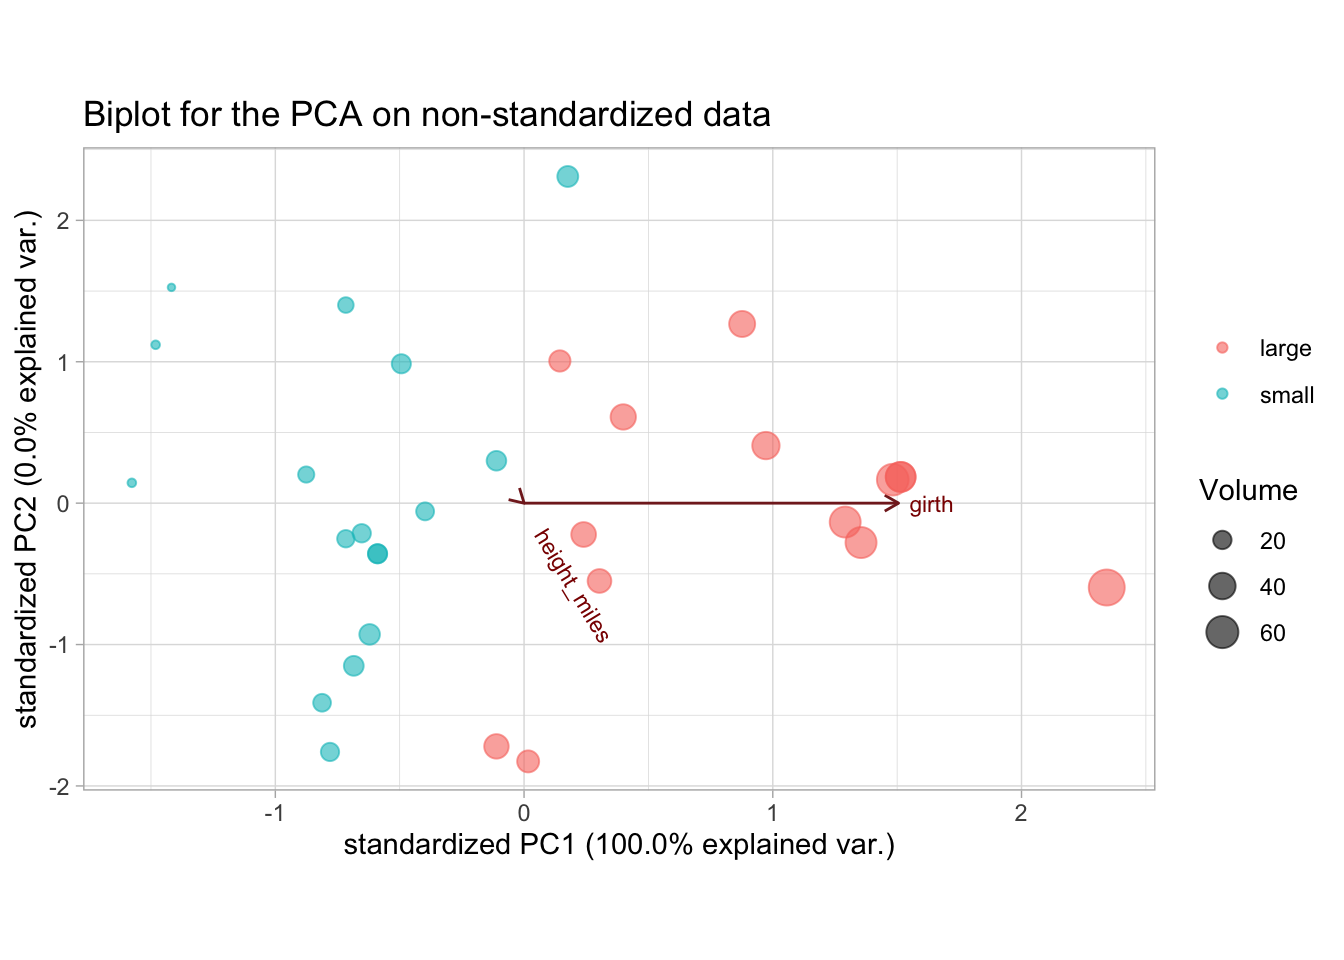 Biplot for the PCA on non-standardized data
standardized PC2 (0.0% explained var.)
2
1
0
-1
-2
girth
height_miles
-1
0
1
2
standardized PC1 (100.0% explained var.)
large
small
Volume
20
40
60